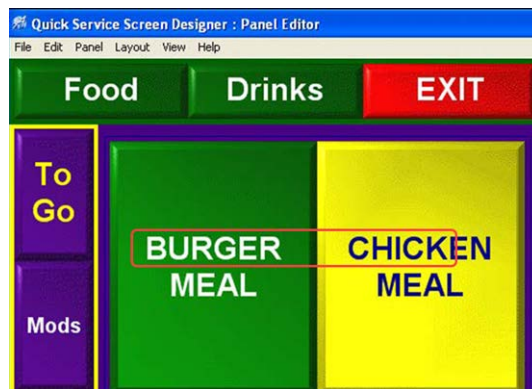 Quick Service Screen Designer : Panel Editor
File Edit Panel Layout View Help
Food Drinks EXIT
To
Go
BURGER
MEAL
CHICKEN
MEAL
Mods